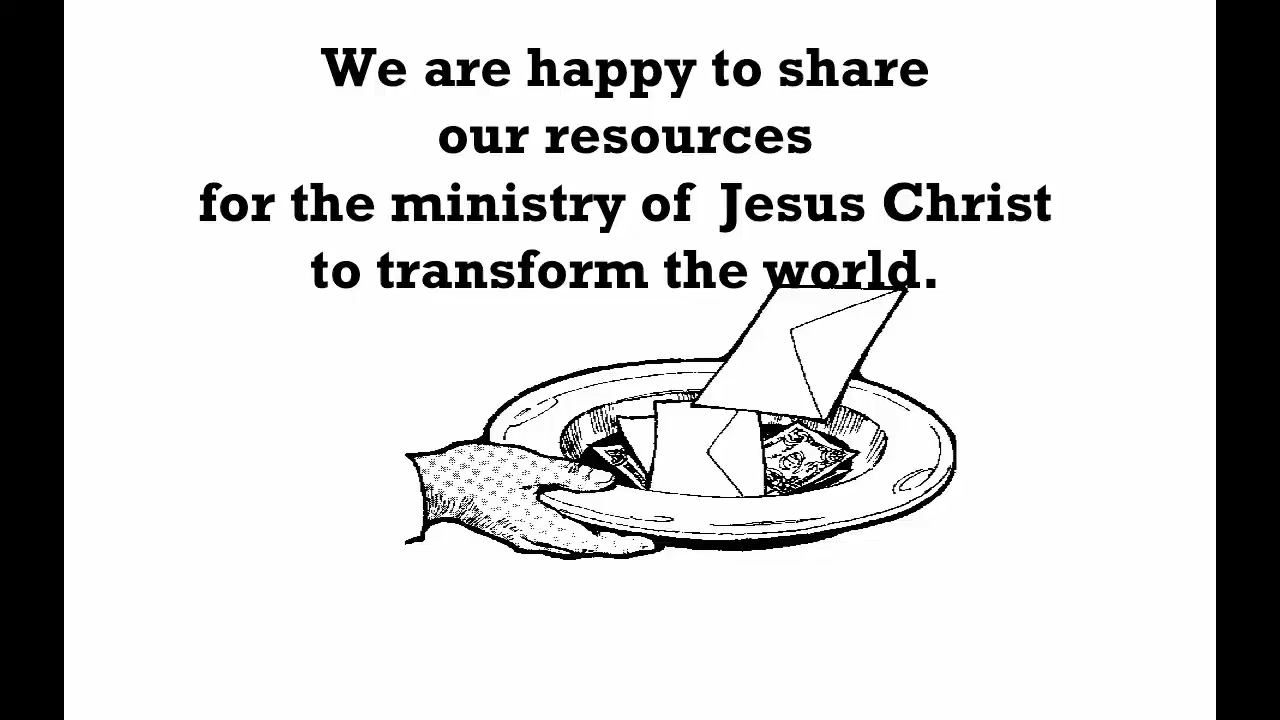 We are happy to share
our resources
for the ministry of Jesus Christ
to transform the world.